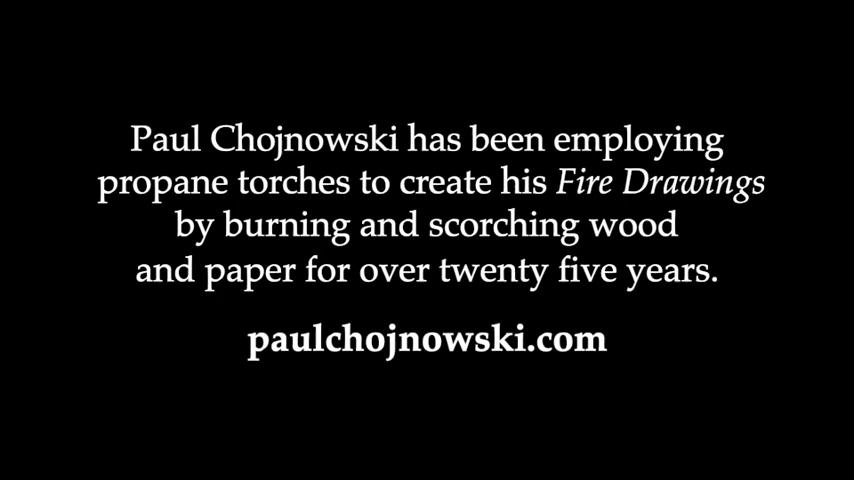 Paul Chojnowski has been employing
propane torches to create his Fire Drawings
by burning and scorching wood
and paper for over twenty five years.
paulchojnowski.com